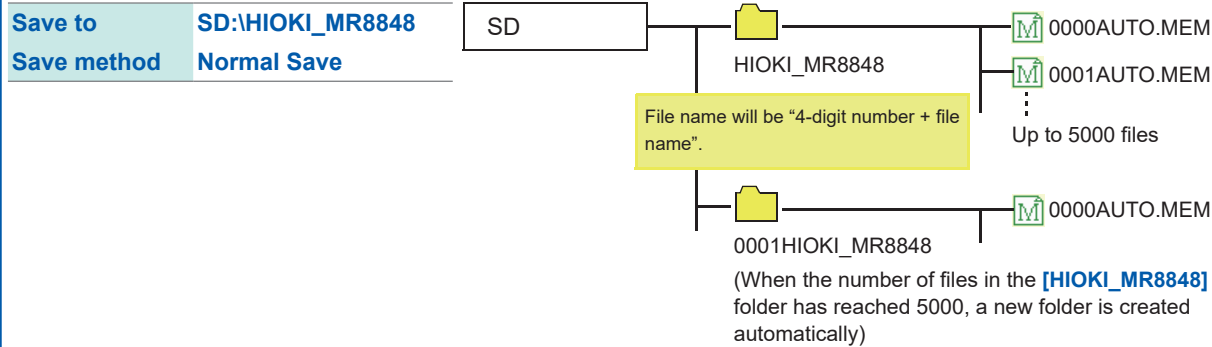 Save to SD:\HIOKI_MR8848
Save method Normal Save
SD
HIOKI_MR8848
0000AUTO.MEM
0001AUTO.MEM
Up to 5000 files
File name will be “4-digit number + file
name”.
0001HIOKI_MR8848
0000AUTO.MEM
(When the number of files in the [HIOKI_MR8848]
folder has reached 5000, a new folder is created
automatically)